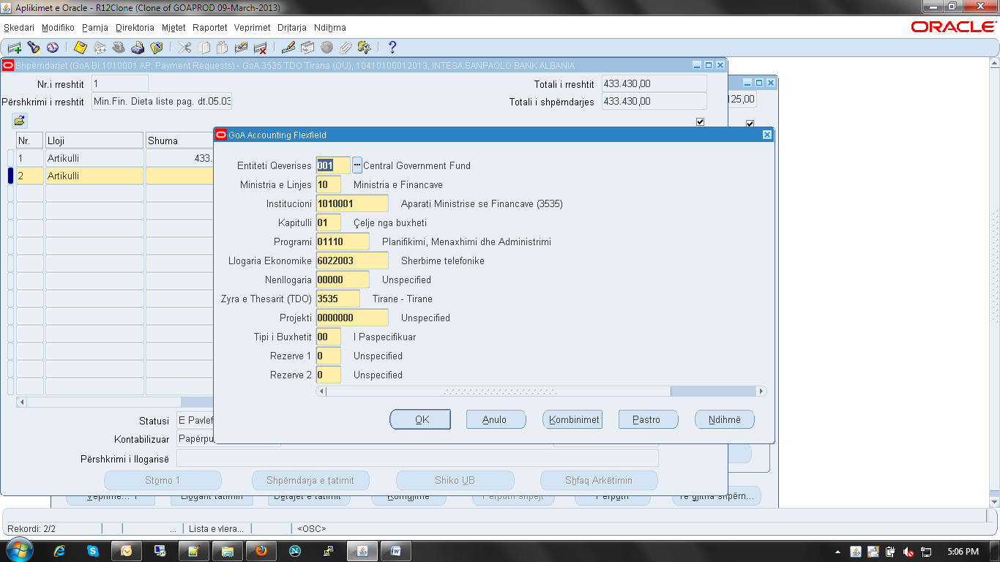 Aplikimet e Oracle - R12Clone (Clone of GOAPROD 09-March-2013)
Skedari Modifiko Pamja Direktoria Mjetet Raportet Veprimet Dritarja Ndihma
ORACLE
Shpërndarjet (GoA BI 1010001 AP: Payment Requests) - GoA 3535 TDO Tirana (OU), 10410100012013, INTESA SANPAOLO BANK ALBANIA
Nr.i rreshtit 1 Totali i rreshtit 433.430,00
125,00
Përshkrimi i rreshtit Min.Fin. Dieta liste pag. dt.05.03 Totali i shpërndarjes 433.430,00
Nr. Lloji Shuma
1 Artikulli 433.
2 Artikulli
GoA Accounting Flexfield
Entiteti Qeverises 001 Central Government Fund
Ministria e Linjes 10 Ministria e Financave
Institucioni 1010001 Aparati Ministrise se Financave (3535)
Kapitulli 01 Çelje nga buxheti
Programi 01110 Planifikimi, Menaxhimi dhe Administrimi
Llogaria Ekonomike 6022003 Sherbime telefonike
Nenllogaria 00000 Unspecified
Zyra e Thesarit (TDO) 3535 Tirane - Tirane
Projekti 0000000 Unspecified
Tipi i Buxhetit 00 I Paspecifikuar
Rezerve 1 0 Unspecified
Rezerve 2 0 Unspecified
OK Anulo Kombinimet Pastro Ndihmë
Statusi E Pavlef
Kontabilizuar Papërpu
Përshkrimi i llogarisë
Storno 1 Shpërndarja e tatimit Shiko UB Shfaq Arkëtimin
Veprime... 1 Llogarit tatimin Detajet e tatimit Korrigjime Përputh shpejt Përputh Të gjitha shpërn...
Rekordi: 2/2 ... Lista e vlera... <OSC>
5:06 PM